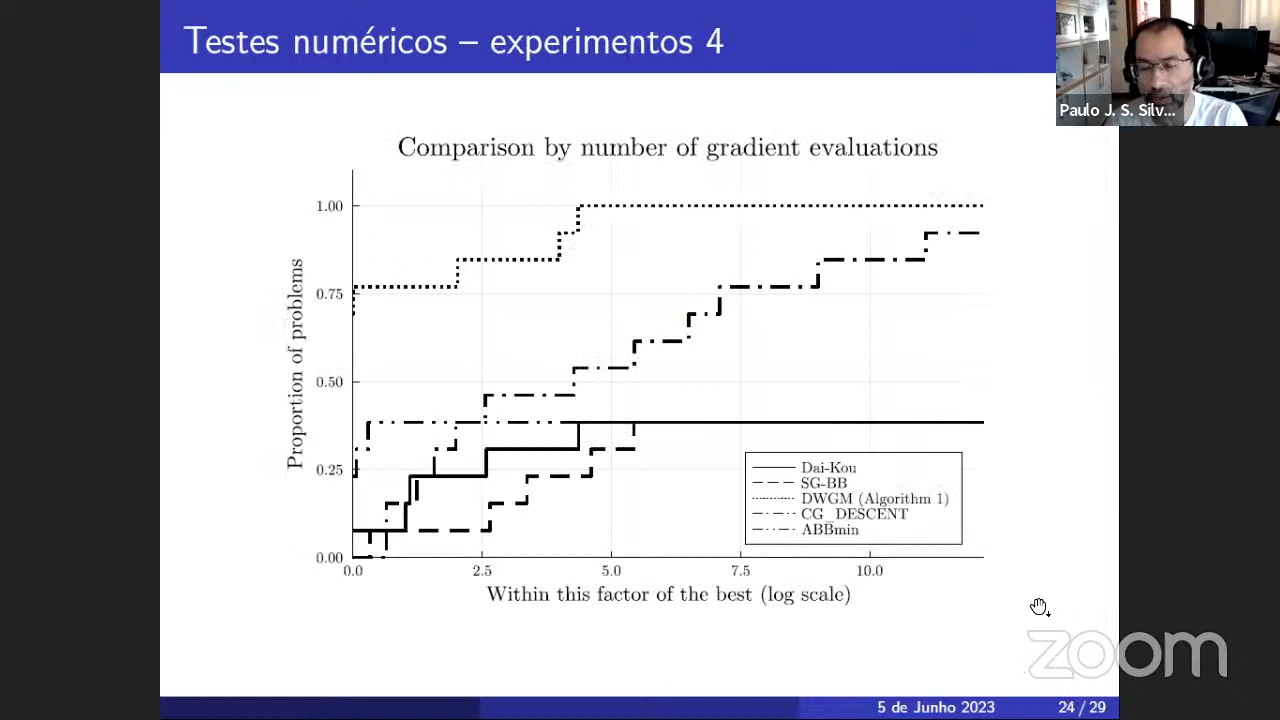 Testes numéricos – experimentos 4
Paulo J. S. Silv...
Comparison by number of gradient evaluations
Proportion of problems
1.00
0.75
0.50
0.25
0.00
0.0 2.5 5.0 7.5 10.0
Within this factor of the best (log scale)
Dai-Kou
SG-BB
DWGM (Algorithm 1)
CG_DESCENT
ABBmin
zoom
5 de Junho 2023 24 / 29